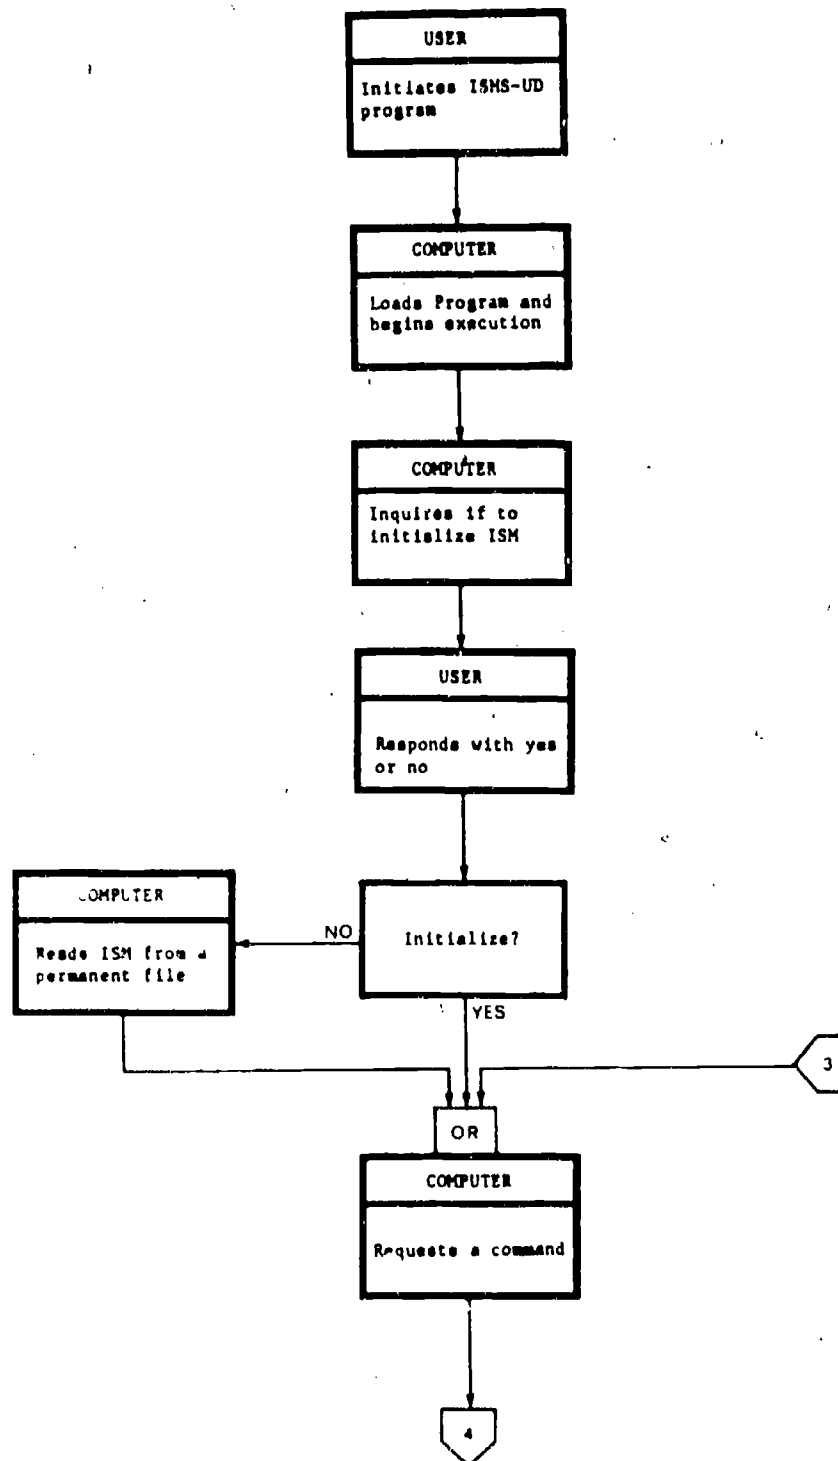 USER
Initiates ISMS-UD
program
COMPUTER
Loads Program and
begins execution
COMPUTER
Inquires if to
initialize ISM
USER
Responds with yes
or no
COMPUTER
Reads ISM from a
permanent file
NO
Initialize?
YES
3
OR
COMPUTER
Requests a command
4